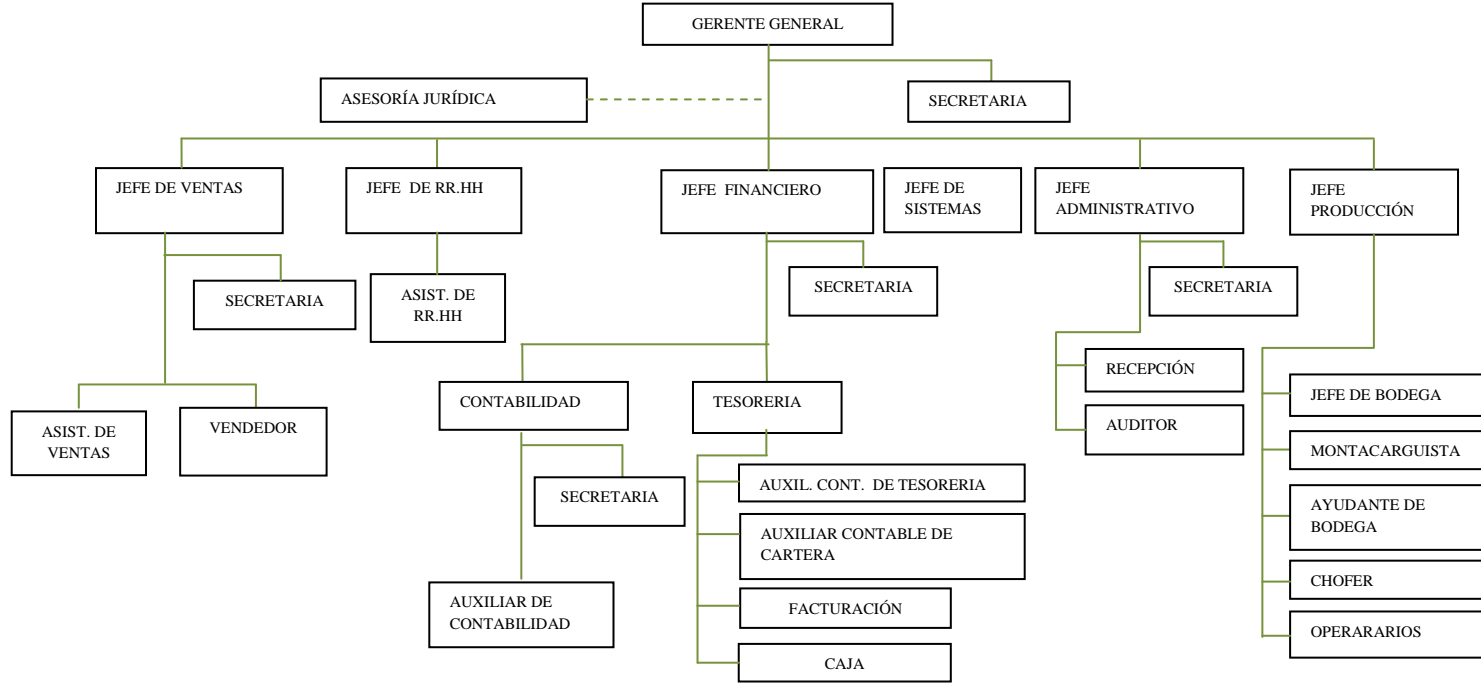 GERENTE GENERAL
ASESORÍA JURÍDICA
SECRETARIA
JEFE DE VENTAS
JEFE DE RR.HH
JEFE FINANCIERO
JEFE DE
SISTEMAS
JEFE
ADMINISTRATIVO
JEFE
PRODUCCIÓN
SECRETARIA
ASIST. DE
RR.HH
SECRETARIA
SECRETARIA
RECEPCIÓN
AUDITOR
CONTABILIDAD
TESORERIA
JEFE DE BODEGA
MONTACARGUISTA
AYUDANTE DE
BODEGA
CHOFER
OPERARARIOS
ASIST. DE
VENTAS
VENDEDOR
SECRETARIA
AUXILIAR DE
CONTABILIDAD
AUXIL. CONT. DE TESORERIA
AUXILIAR CONTABLE DE
CARTERA
FACTURACIÓN
CAJA